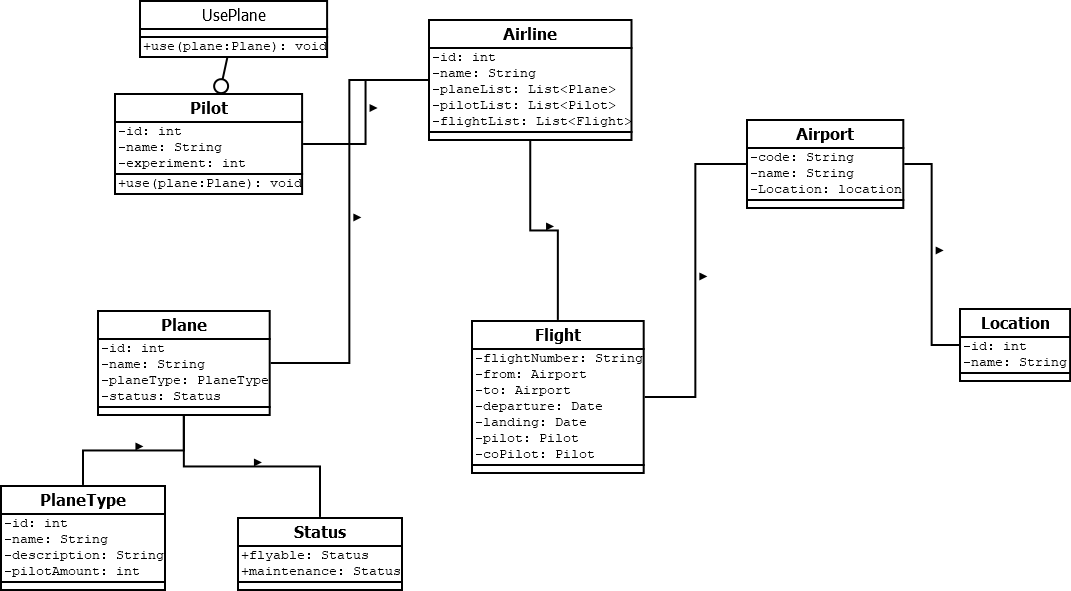 UsePlane
+use(plane:Plane): void
Pilot
-id: int
-name: String
-experiment: int
+use(plane:Plane): void
Airline
-id: int
-name: String
-planeList: List<Plane>
-pilotList: List<Pilot>
-flightList: List<Flight>
Airport
-code: String
-name: String
-Location: location
Plane
-id: int
-name: String
-planeType: PlaneType
-status: Status
Flight
-flightNumber: String
-from: Airport
-to: Airport
-departure: Date
-landing: Date
-pilot: Pilot
-coPilot: Pilot
Location
-id: int
-name: String
PlaneType
-id: int
-name: String
-description: String
-pilotAmount: int
Status
+flyable: Status
+maintenance: Status